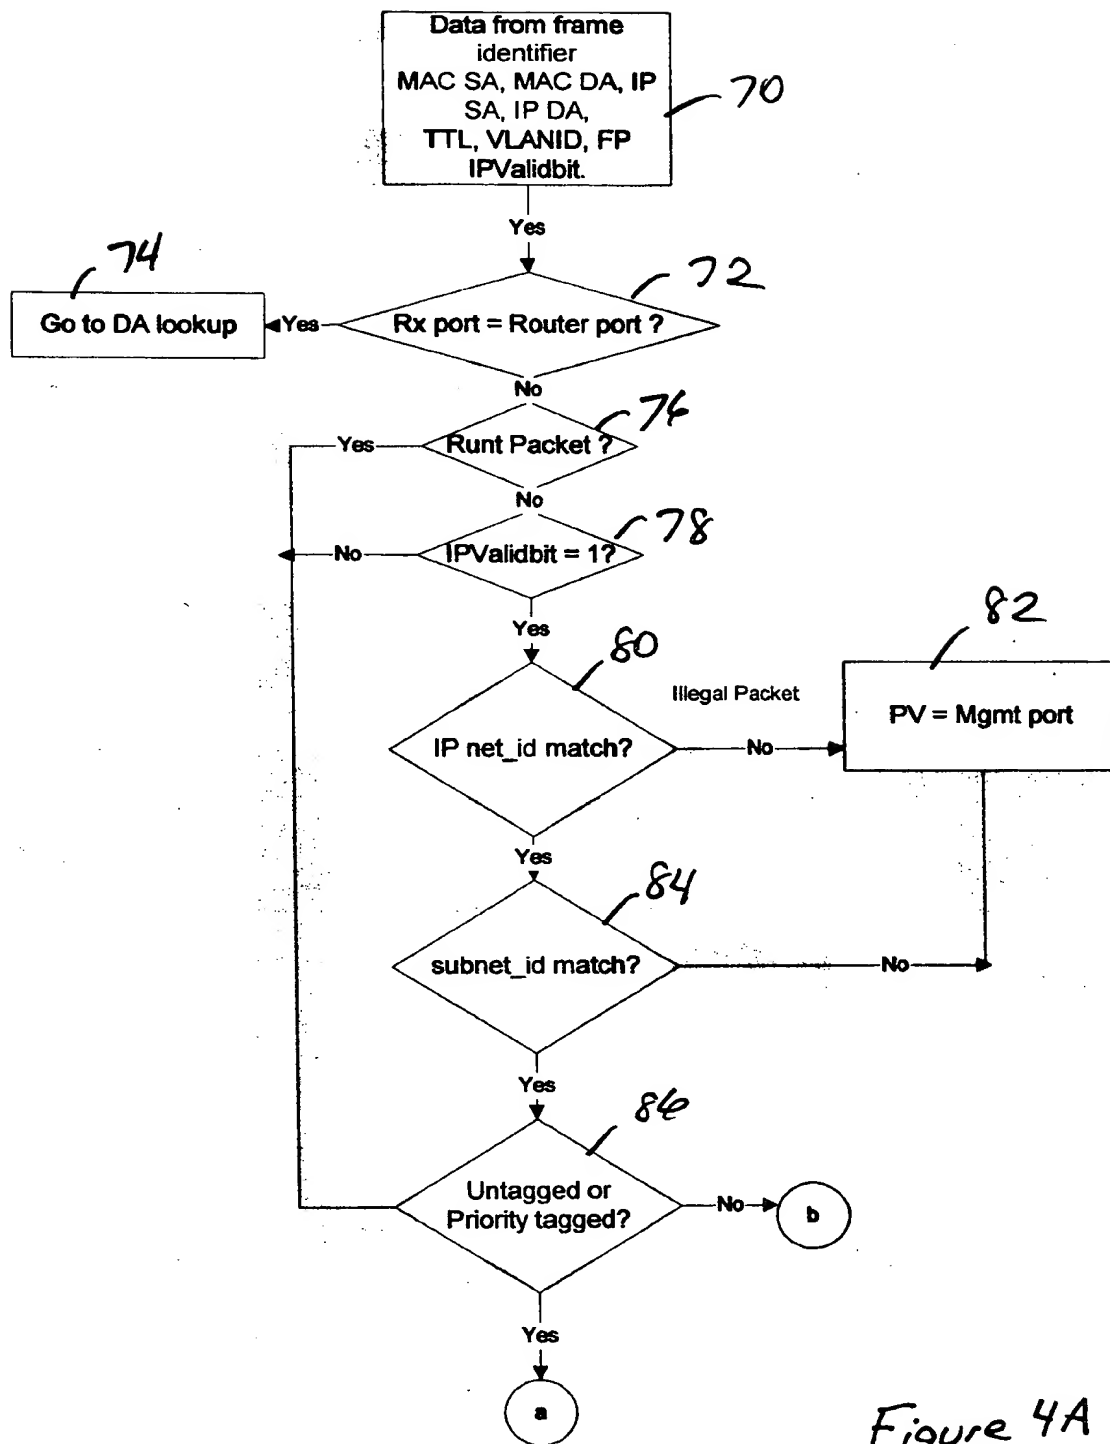 Data from frame
identifier
MAC SA, MAC DA, IP
SA, IP DA,
TTL, VLANID, FP
IPValidbit.
70
Yes
74
72
Go to DA lookup
Yes
Rx port = Router port ?
No
76
Yes
Runt Packet ?
No
78
No
IPValidbit = 1?
Yes
80
82
Illegal Packet
PV = Mgmt port
IP net_id match?
No
Yes
84
subnet_id match?
No
Yes
86
Untagged or
Priority tagged?
No
b
Yes
a
Figure 4A